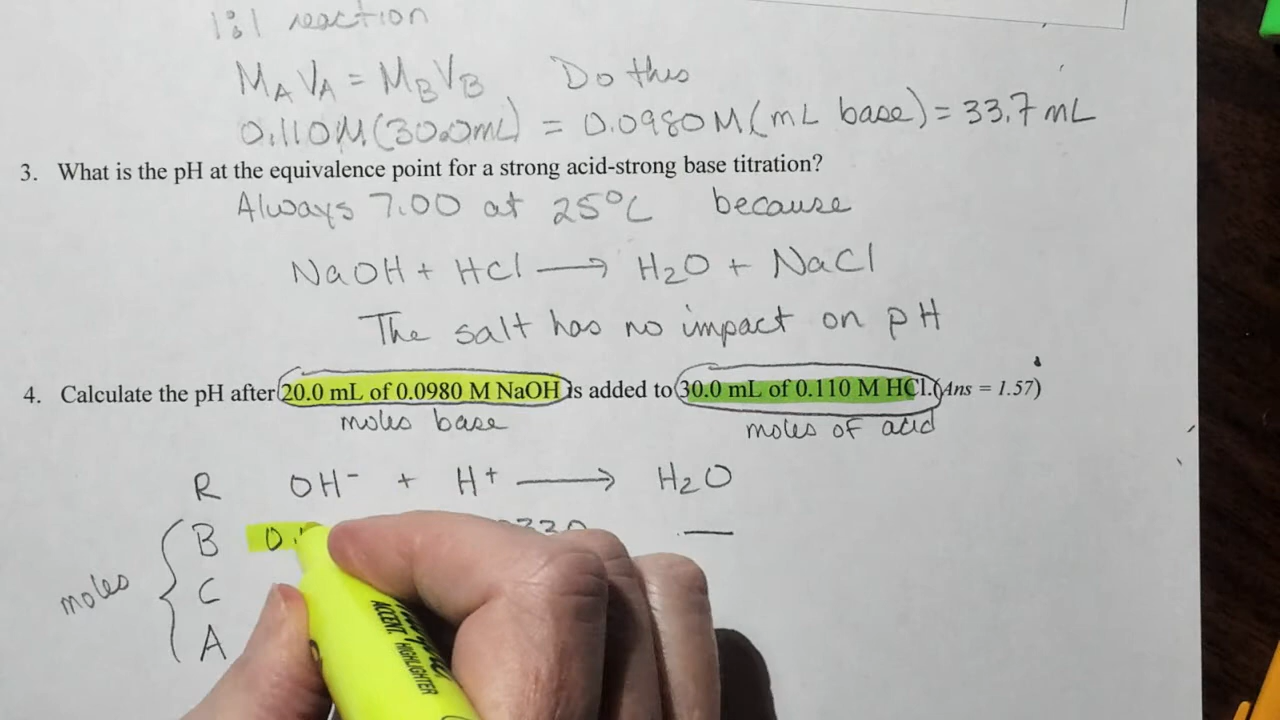 1:1 reaction
MAVA = MBVB Do this
0.110M(30.0mL) = 0.0980M(mL base) = 33.7 mL
3. What is the pH at the equivalence point for a strong acid-strong base titration?
Always 7.00 at 25°C because
NaOH + HCl → H2O + NaCl
The salt has no impact on pH
4. Calculate the pH after 20.0 mL of 0.0980 M NaOH is added to 30.0 mL of 0.110 M HCl. (Ans = 1.57)
moles base moles of acid
R OH- + H+ → H2O
moles B 0. —
C
A
ACCENT HIGHLIGHTER